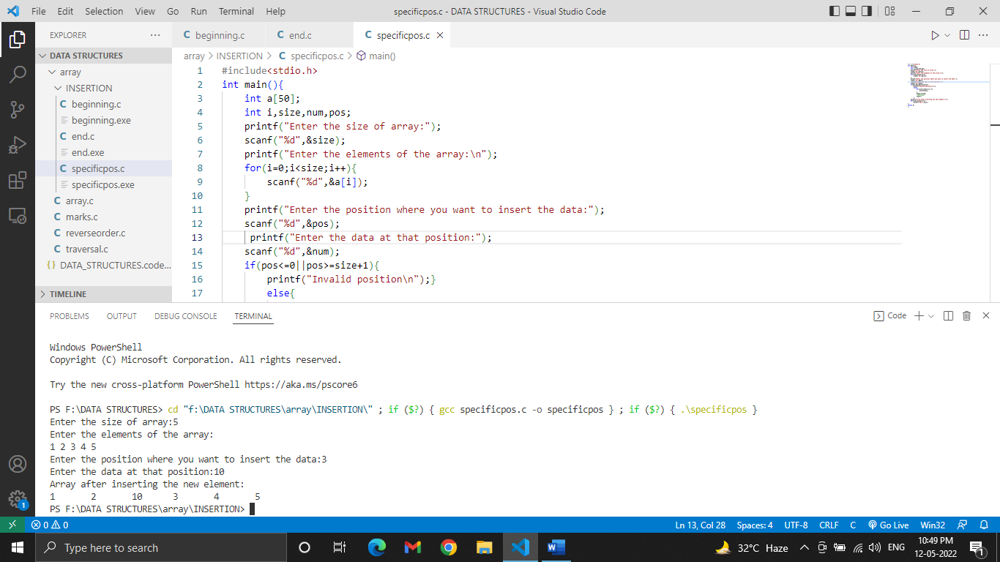 File Edit Selection View Go Run Terminal Help
specificpos.c - DATA STRUCTURES - Visual Studio Code
EXPLORER
DATA STRUCTURES
array
INSERTION
C beginning.c
beginning.exe
C end.c
end.exe
C specificpos.c
specificpos.exe
C array.c
C marks.c
C reverseorder.c
C traversal.c
{} DATA_STRUCTURES.code...
TIMELINE
C beginning.c C end.c C specificpos.c
array > INSERTION > C specificpos.c > main()
1 #include<stdio.h>
2 int main(){
3 int a[50];
4 int i,size,num,pos;
5 printf("Enter the size of array:");
6 scanf("%d",&size);
7 printf("Enter the elements of the array:\n");
8 for(i=0;i<size;i++){
9 scanf("%d",&a[i]);
10 }
11 printf("Enter the position where you want to insert the data:");
12 scanf("%d",&pos);
13 printf("Enter the data at that position:");
14 scanf("%d",&num);
15 if(pos<=0||pos>=size+1){
16 printf("Invalid position\n");}
17 else{
PROBLEMS OUTPUT DEBUG CONSOLE TERMINAL
Code
Windows PowerShell
Copyright (C) Microsoft Corporation. All rights reserved.
Try the new cross-platform PowerShell https://aka.ms/pscore6
PS F:\DATA STRUCTURES> cd "f:\DATA STRUCTURES\array\INSERTION\" ; if ($?) { gcc specificpos.c -o specificpos } ; if ($?) { .\specificpos }
Enter the size of array:5
Enter the elements of the array:
1 2 3 4 5
Enter the position where you want to insert the data:3
Enter the data at that position:10
Array after inserting the new element:
1 2 10 3 4 5
PS F:\DATA STRUCTURES\array\INSERTION>
1
0 0
Ln 13, Col 28 Spaces: 4 UTF-8 CRLF C Go Live Win32
Type here to search
32°C Haze
ENG
10:49 PM
12-05-2022
1